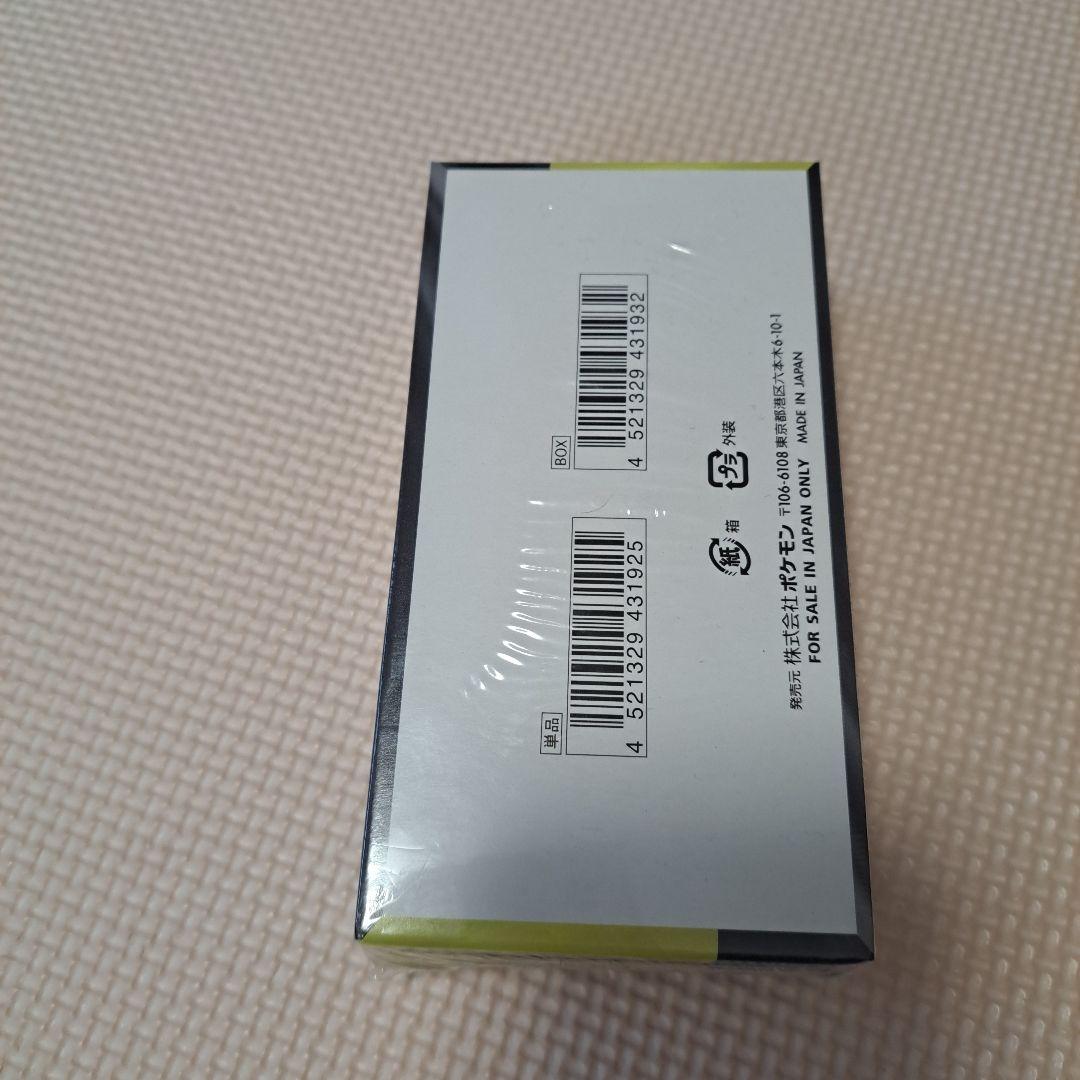 単品
4 521329 431925
BOX
4 521329 431932
紙 箱
プラ 外装
発売元 株式会社 ポケモン 〒106-6108 東京都港区六本木6-10-1
FOR SALE IN JAPAN ONLY MADE IN JAPAN